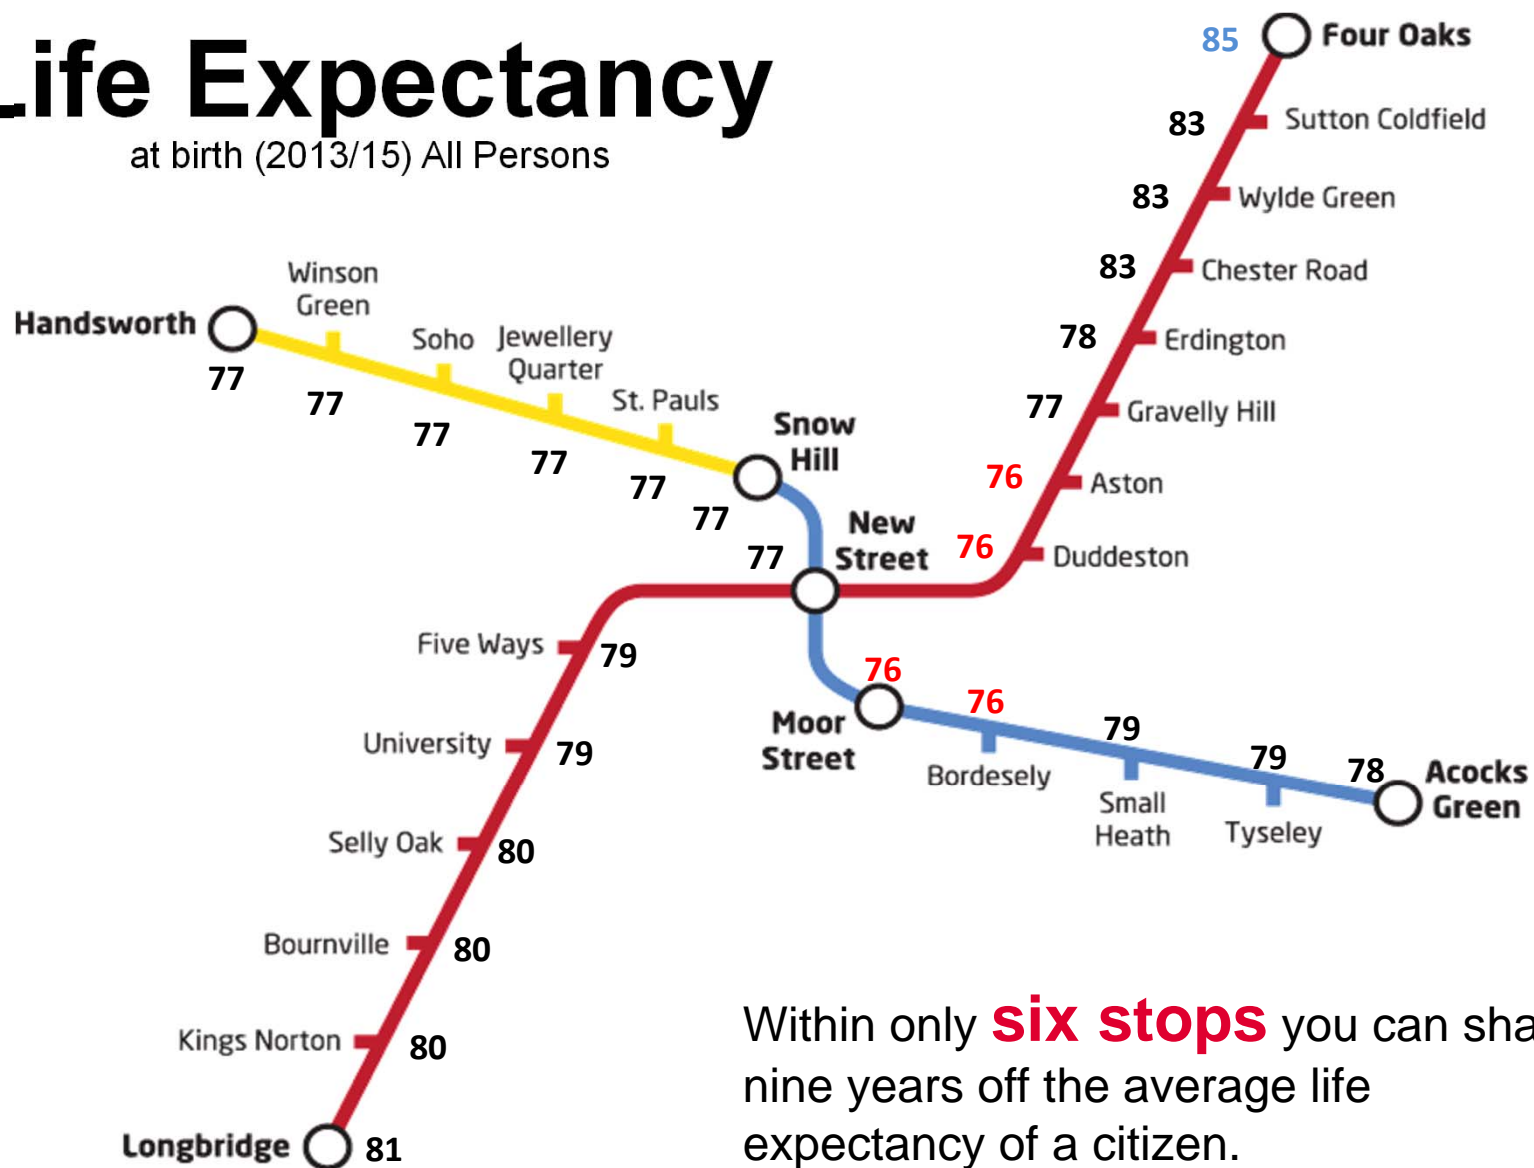 Life Expectancy
at birth (2013/15) All Persons
85 Four Oaks
83 Sutton Coldfield
83 Wylde Green
83 Chester Road
78 Erdington
77 Gravelly Hill
76 Aston
76 Duddeston
Handsworth
77
Winson
Green
77
Soho
77
Jewellery
Quarter
77
St. Pauls
77
Snow
Hill
77
New
Street
77
Five Ways 79
University 79
Selly Oak 80
Bournville 80
Kings Norton 80
Longbridge 81
76
Moor
Street
76
Bordesely
79
Small
Heath
79
Tyseley
78
Acocks
Green
Within only six stops you can sha
nine years off the average life
expectancy of a citizen.